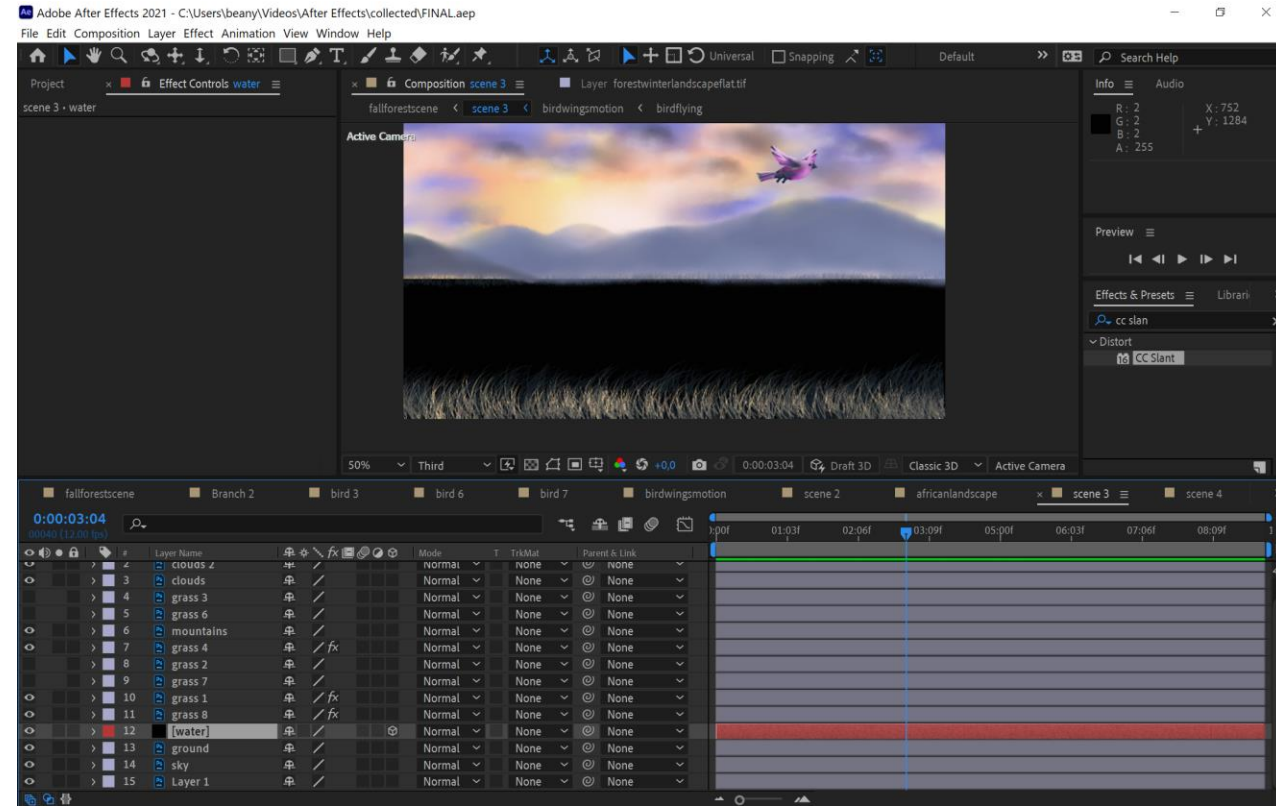 Adobe After Effects 2021 - C:\Users\beany\Videos\After Effects\collected\FINAL.aep
File Edit Composition Layer Effect Animation View Window Help
Universal Snapping Default Search Help
Project Effect Controls water Composition scene 3 Layer forestwinterlandscapeflat.tif Info Audio
scene 3 • water fallforestscene scene 3 birdwingsmotion birdflying
R: 2 X: 752
G: 2 Y: 1284
B: 2
A: 255
Active Camera
Preview
Effects & Presets Librari
cc slan
Distort
16 CC Slant
50% Third +0,0 0:00:03:04 Draft 3D Classic 3D Active Camera
fallforestscene Branch 2 bird 3 bird 6 bird 7 birdwingsmotion scene 2 africanlandscape scene 3 scene 4
0:00:03:04
00040 (12.00 fps) 01:03f 02:06f 03:09f 05:00f 06:03f 07:06f 08:09f
# Layer Name fx Mode T TrkMat Parent & Link
2 clouds 2 Normal None None
3 clouds Normal None None
4 grass 3 Normal None None
5 grass 6 Normal None None
6 mountains Normal None None
7 grass 4 fx Normal None None
8 grass 2 Normal None None
9 grass 7 Normal None None
10 grass 1 fx Normal None None
11 grass 8 fx Normal None None
12 [water] Normal None None
13 ground Normal None None
14 sky Normal None None
15 Layer 1 Normal None None